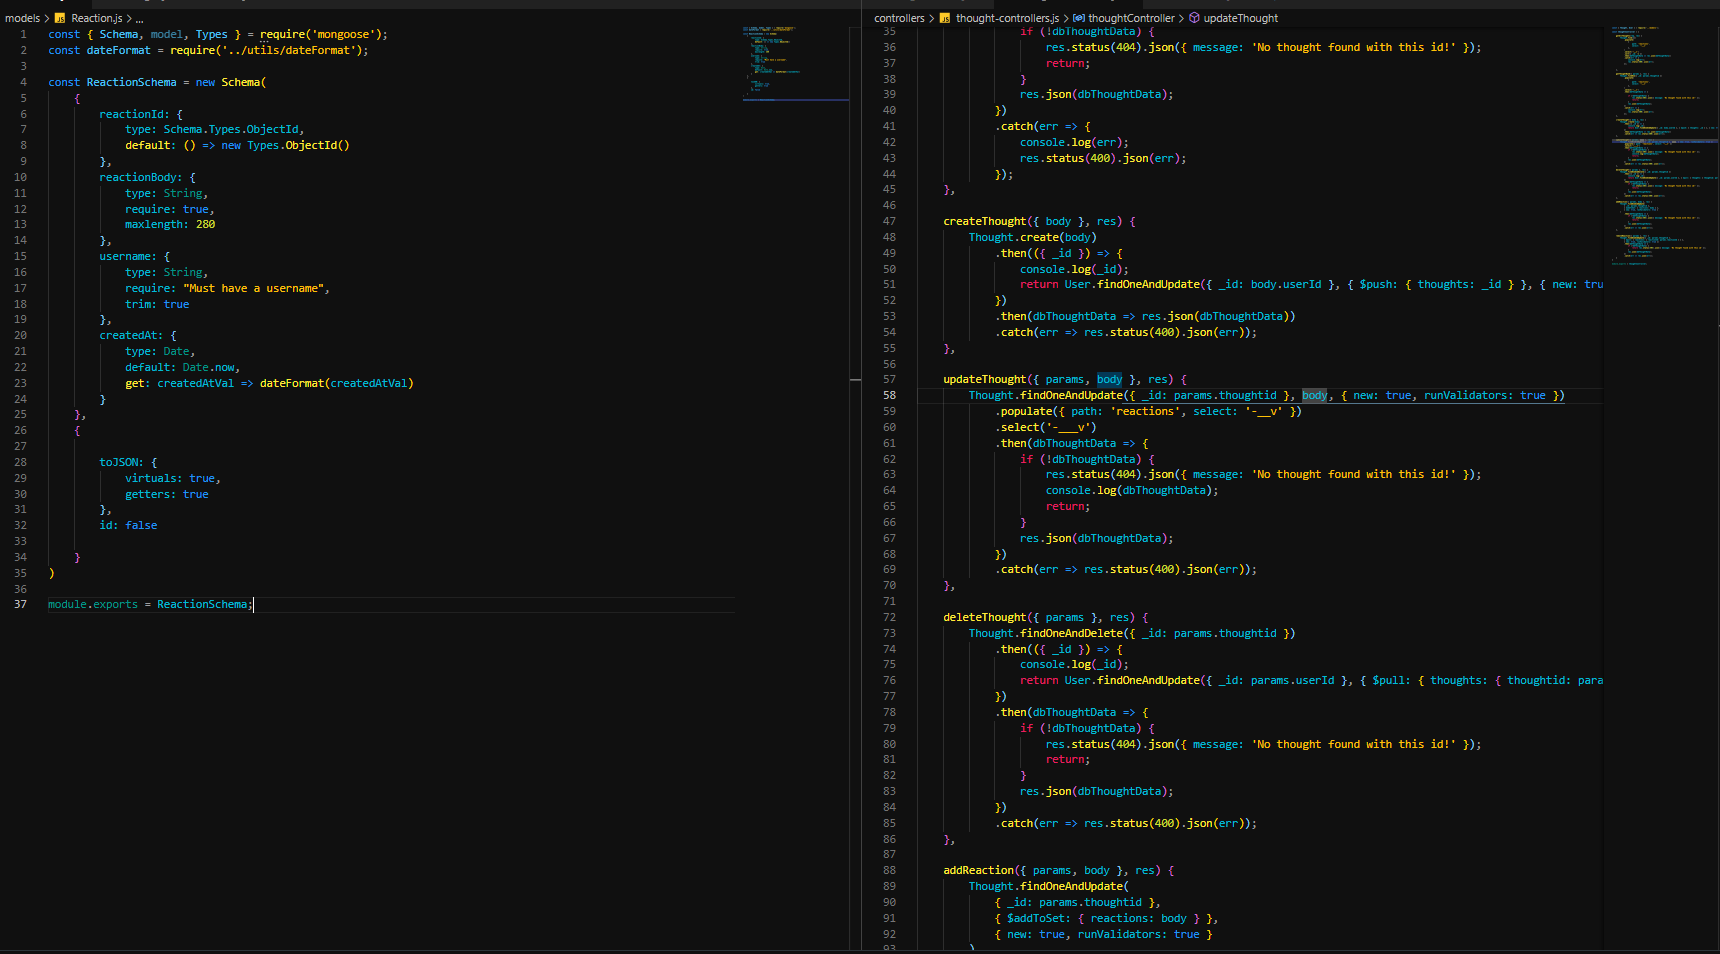 models > JS Reaction.js > ...
1 const { Schema, model, Types } = require('mongoose');
2 const dateFormat = require('../utils/dateFormat');
3
4 const ReactionSchema = new Schema(
5     {
6         reactionId: {
7             type: Schema.Types.ObjectId,
8             default: () => new Types.ObjectId()
9         },
10         reactionBody: {
11             type: String,
12             require: true,
13             maxlength: 280
14         },
15         username: {
16             type: String,
17             require: "Must have a username",
18             trim: true
19         },
20         createdAt: {
21             type: Date,
22             default: Date.now,
23             get: createdAtVal => dateFormat(createdAtVal)
24         }
25     },
26     {
27
28         toJSON: {
29             virtuals: true,
30             getters: true
31         },
32         id: false
33
34     }
35 )
36
37 module.exports = ReactionSchema;
controllers > JS thought-controllers.js > thoughtController > updateThought
35             if (!dbThoughtData) {
36                 res.status(404).json({ message: 'No thought found with this id!' });
37                 return;
38             }
39             res.json(dbThoughtData);
40         })
41         .catch(err => {
42             console.log(err);
43             res.status(400).json(err);
44         });
45 },
46
47 createThought({ body }, res) {
48     Thought.create(body)
49         .then(({ _id }) => {
50             console.log(_id);
51             return User.findOneAndUpdate({ _id: body.userId }, { $push: { thoughts: _id } }, { new: tru
52         })
53         .then(dbThoughtData => res.json(dbThoughtData))
54         .catch(err => res.status(400).json(err));
55 },
56
57 updateThought({ params, body }, res) {
58     Thought.findOneAndUpdate({ _id: params.thoughtid }, body, { new: true, runValidators: true })
59         .populate({ path: 'reactions', select: '-__v' })
60         .select('-___v')
61         .then(dbThoughtData => {
62             if (!dbThoughtData) {
63                 res.status(404).json({ message: 'No thought found with this id!' });
64                 console.log(dbThoughtData);
65                 return;
66             }
67             res.json(dbThoughtData);
68         })
69         .catch(err => res.status(400).json(err));
70 },
71
72 deleteThought({ params }, res) {
73     Thought.findOneAndDelete({ _id: params.thoughtid })
74         .then(({ _id }) => {
75             console.log(_id);
76             return User.findOneAndUpdate({ _id: params.userId }, { $pull: { thoughts: { thoughtid: para
77         })
78         .then(dbThoughtData => {
79             if (!dbThoughtData) {
80                 res.status(404).json({ message: 'No thought found with this id!' });
81                 return;
82             }
83             res.json(dbThoughtData);
84         })
85         .catch(err => res.status(400).json(err));
86 },
87
88 addReaction({ params, body }, res) {
89     Thought.findOneAndUpdate(
90         { _id: params.thoughtid },
91         { $addToSet: { reactions: body } },
92         { new: true, runValidators: true }
93     )